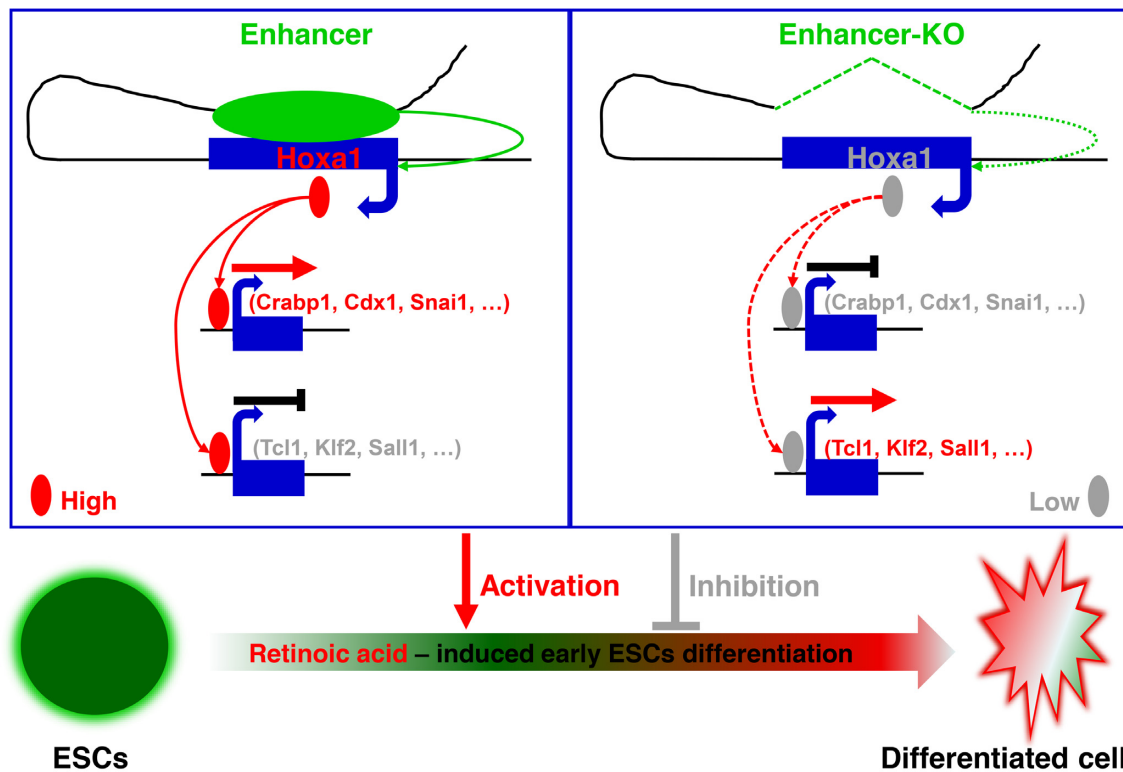 Enhancer
Hoxa1
(Crabp1, Cdx1, Snai1, ...)
(Tcl1, Klf2, Sall1, ...)
High
Enhancer-KO
Hoxa1
(Crabp1, Cdx1, Snai1, ...)
(Tcl1, Klf2, Sall1, ...)
Low
Activation
Inhibition
Retinoic acid – induced early ESCs differentiation
ESCs
Differentiated cell